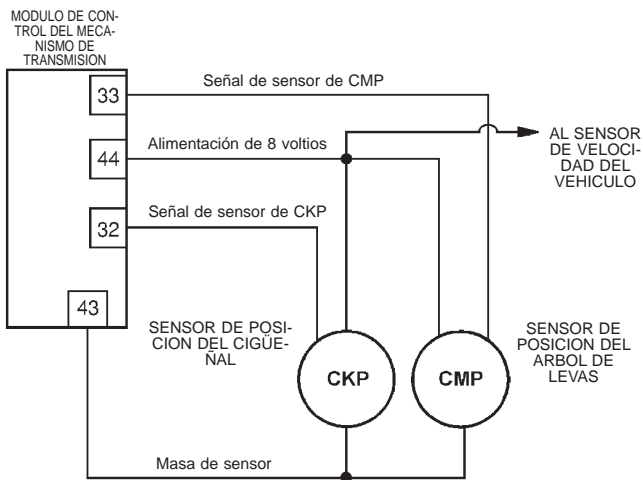 MODULO DE CON-
TROL DEL MECA-
NISMO DE
TRANSMISION
33
Señal de sensor de CMP
44
Alimentación de 8 voltios
AL SENSOR
DE VELOCI-
DAD DEL
VEHICULO
32
Señal de sensor de CKP
43
SENSOR DE POSI-
CION DEL CIGÜE-
ÑAL
CKP
CMP
SENSOR DE
POSICION DEL
ARBOL DE
LEVAS
Masa de sensor